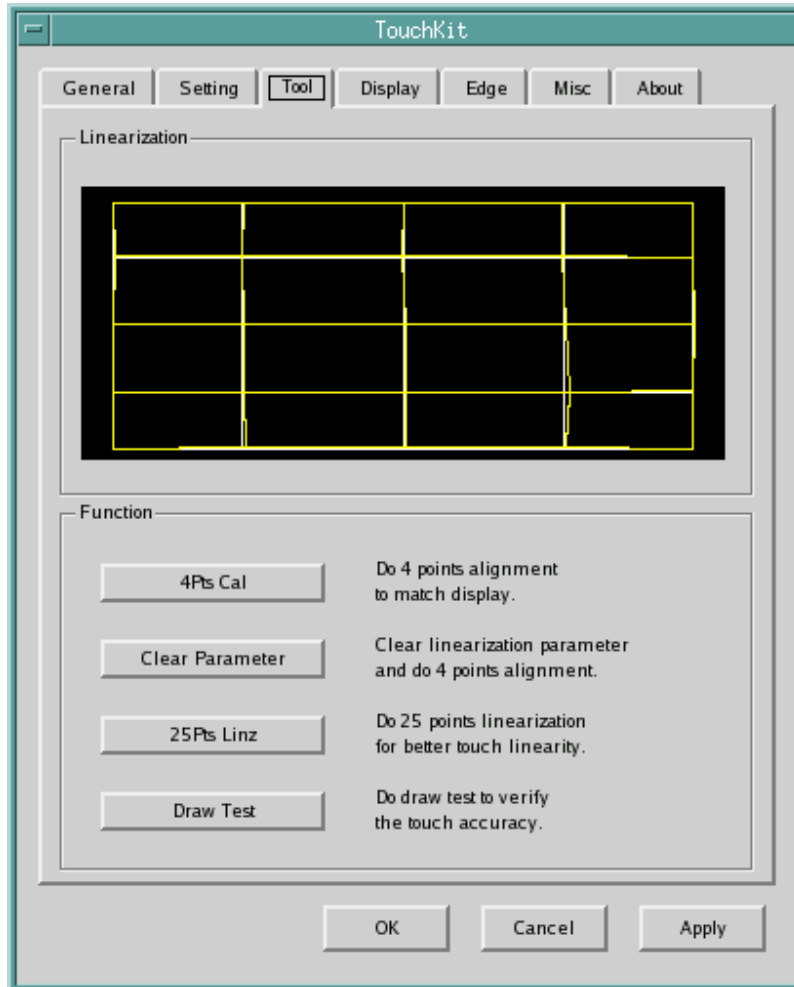 TouchKit
General Setting Tool Display Edge Misc About
Linearization
Function
4Pts Cal
Do 4 points alignment
to match display.
Clear Parameter
Clear linearization parameter
and do 4 points alignment.
25Pts Linz
Do 25 points linearization
for better touch linearity.
Draw Test
Do draw test to verify
the touch accuracy.
OK Cancel Apply